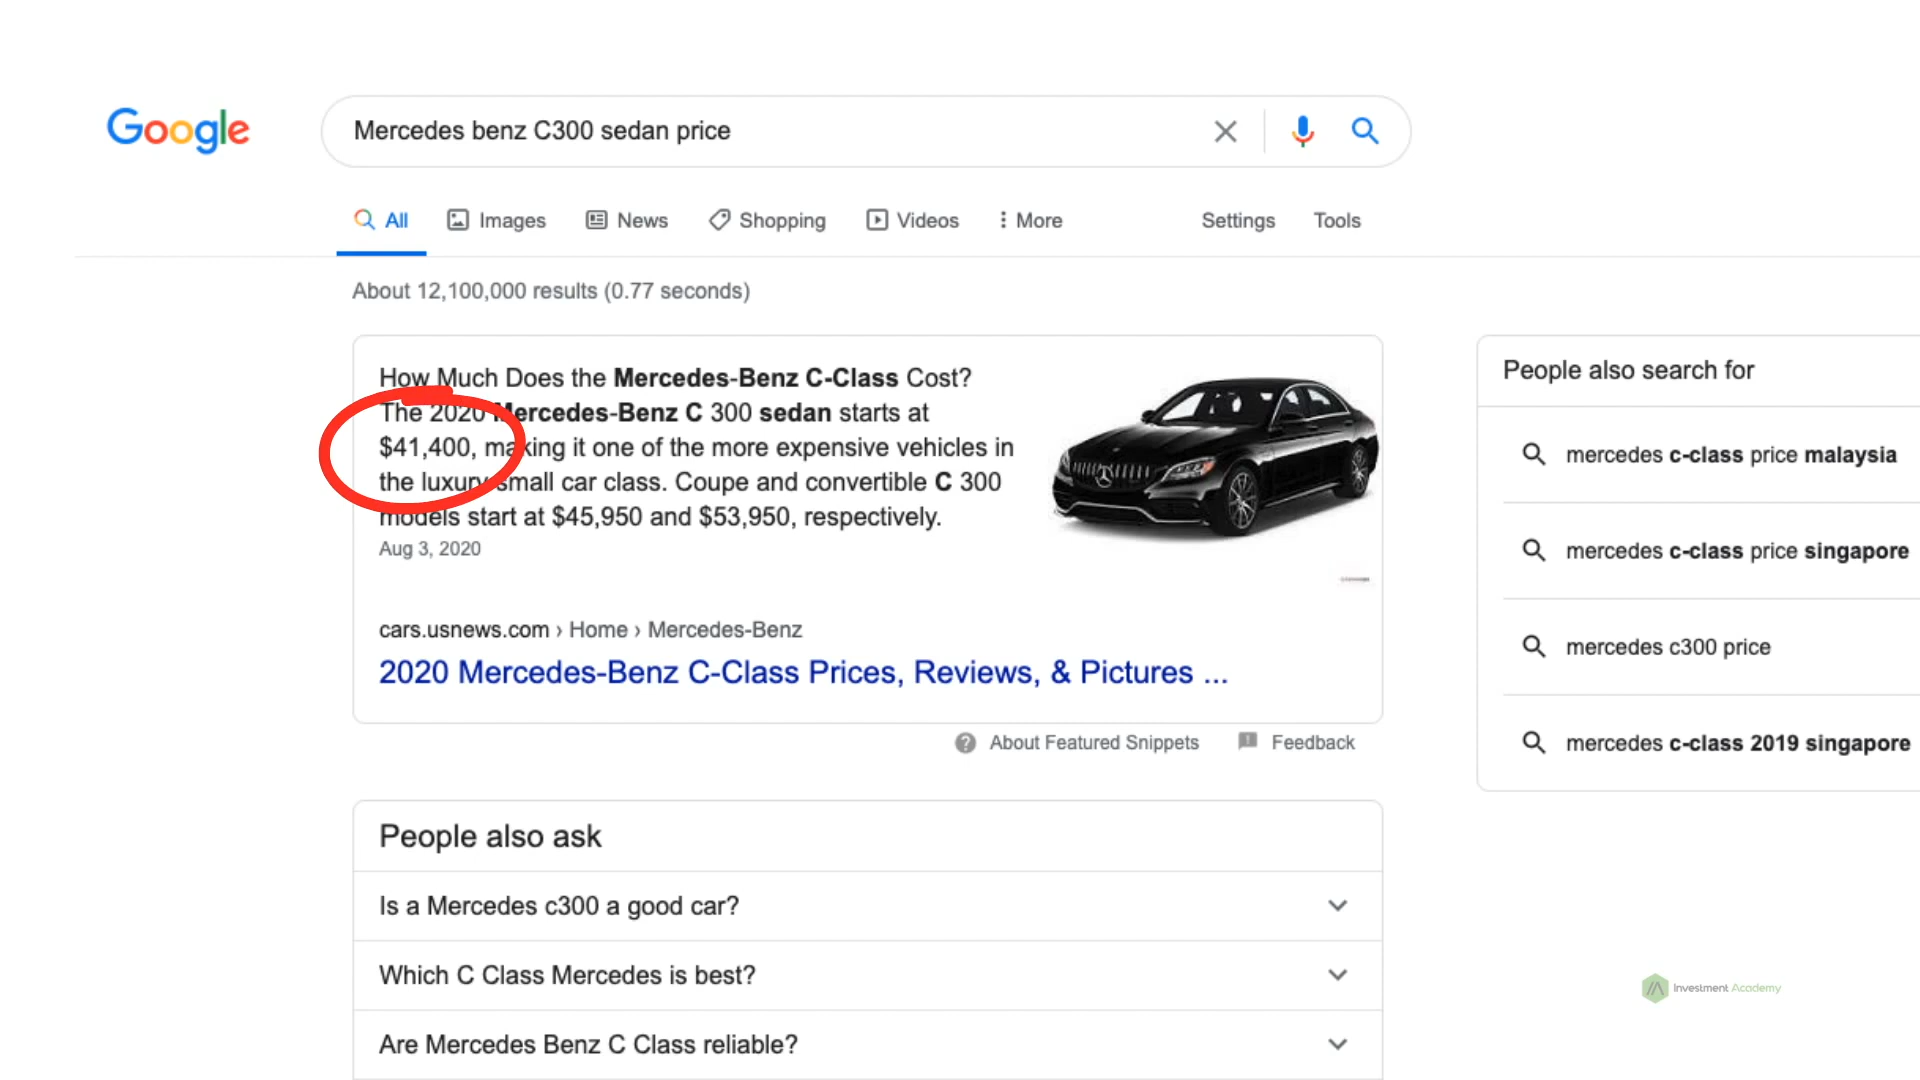 Google
Mercedes benz C300 sedan price
All
Images
News
Shopping
Videos
More
Settings
Tools
About 12,100,000 results (0.77 seconds)
How Much Does the Mercedes-Benz C-Class Cost?
The 2020 Mercedes-Benz C 300 sedan starts at
$41,400, making it one of the more expensive vehicles in
the luxury small car class. Coupe and convertible C 300
models start at $45,950 and $53,950, respectively.
Aug 3, 2020
cars.usnews.com › Home › Mercedes-Benz
2020 Mercedes-Benz C-Class Prices, Reviews, & Pictures ...
About Featured Snippets
Feedback
People also ask
Is a Mercedes c300 a good car?
Which C Class Mercedes is best?
Are Mercedes Benz C Class reliable?
People also search for
mercedes c-class price malaysia
mercedes c-class price singapore
mercedes c300 price
mercedes c-class 2019 singapore
Investment Academy